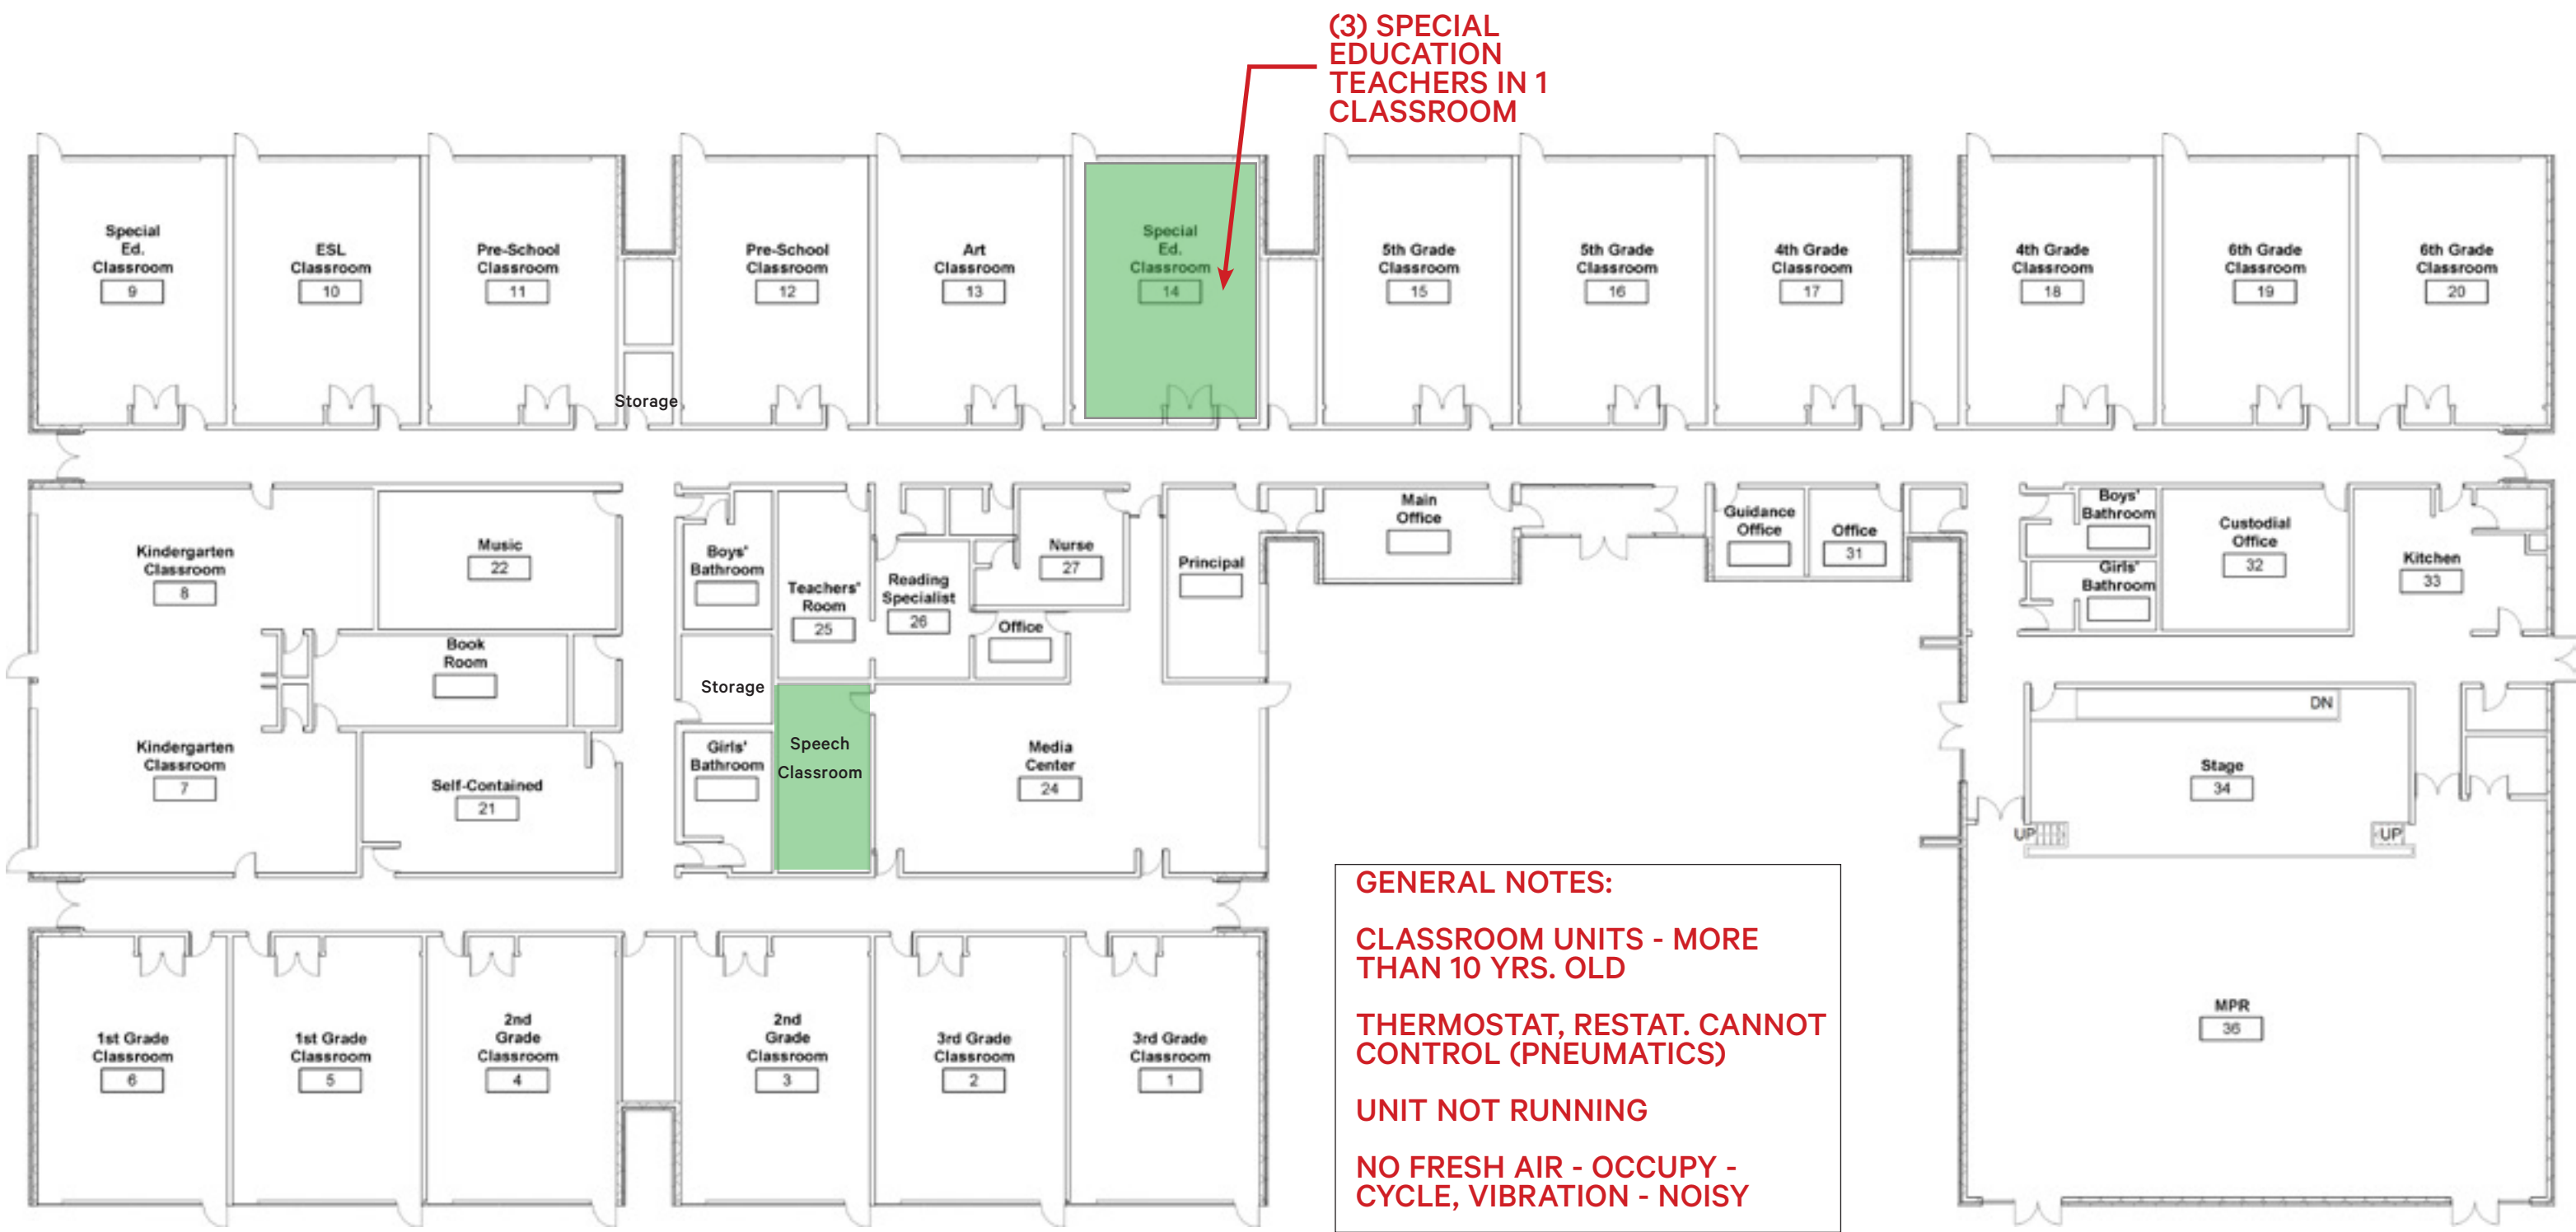 (3) SPECIAL
EDUCATION
TEACHERS IN 1
CLASSROOM
Special
Ed.
Classroom
9
ESL
Classroom
10
Pre-School
Classroom
11
Storage
Pre-School
Classroom
12
Art
Classroom
13
Special
Ed.
Classroom
14
5th Grade
Classroom
15
5th Grade
Classroom
16
4th Grade
Classroom
17
4th Grade
Classroom
18
6th Grade
Classroom
19
6th Grade
Classroom
20
Kindergarten
Classroom
8
Music
22
Book
Room
Kindergarten
Classroom
7
Self-Contained
21
Boys'
Bathroom
Storage
Girls'
Bathroom
Teachers'
Room
25
Reading
Specialist
26
Nurse
27
Office
Principal
Speech
Classroom
Media
Center
24
Main
Office
Guidance
Office
Office
31
Boys'
Bathroom
Girls'
Bathroom
Custodial
Office
32
Kitchen
33
DN
Stage
34
UP
UP
MPR
36
1st Grade
Classroom
6
1st Grade
Classroom
5
2nd
Grade
Classroom
4
2nd
Grade
Classroom
3
3rd Grade
Classroom
2
3rd Grade
Classroom
1
GENERAL NOTES:
CLASSROOM UNITS - MORE
THAN 10 YRS. OLD
THERMOSTAT, RESTAT. CANNOT
CONTROL (PNEUMATICS)
UNIT NOT RUNNING
NO FRESH AIR - OCCUPY -
CYCLE, VIBRATION - NOISY